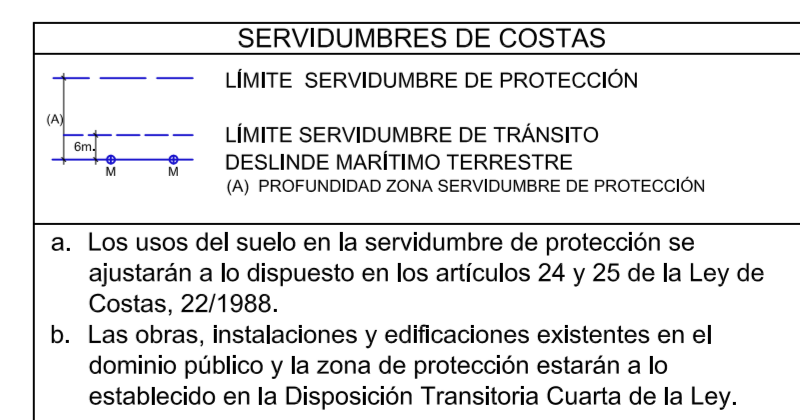 SERVIDUMBRES DE COSTAS
LÍMITE SERVIDUMBRE DE PROTECCIÓN
(A)
LÍMITE SERVIDUMBRE DE TRÁNSITO
6m.
DESLINDE MARÍTIMO TERRESTRE
M M
(A) PROFUNDIDAD ZONA SERVIDUMBRE DE PROTECCIÓN
a. Los usos del suelo en la servidumbre de protección se
ajustarán a lo dispuesto en los artículos 24 y 25 de la Ley de
Costas, 22/1988.
b. Las obras, instalaciones y edificaciones existentes en el
dominio público y la zona de protección estarán a lo
establecido en la Disposición Transitoria Cuarta de la Ley.